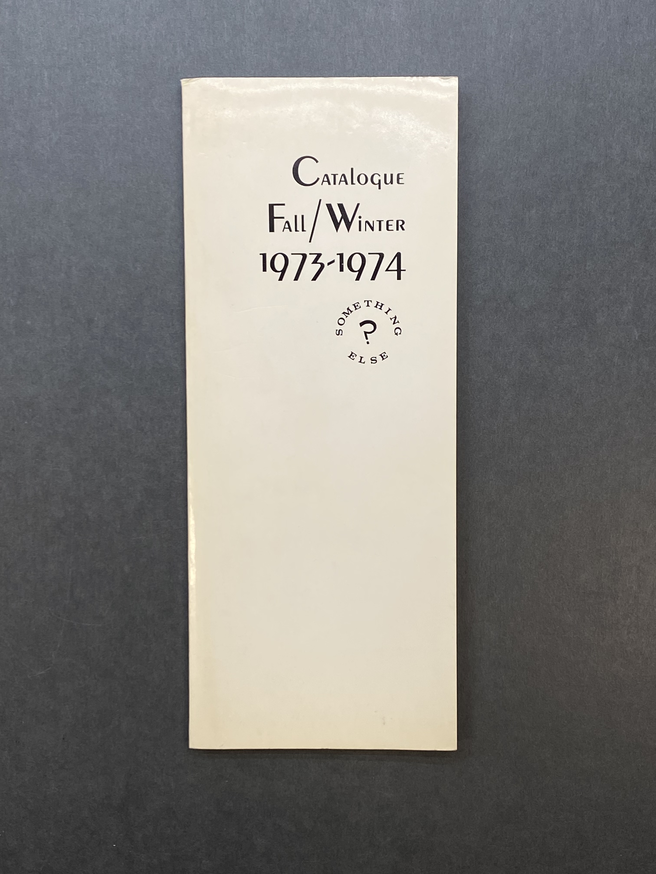 Catalogue
Fall/Winter
1973-1974
SOMETHING
?
ELSE